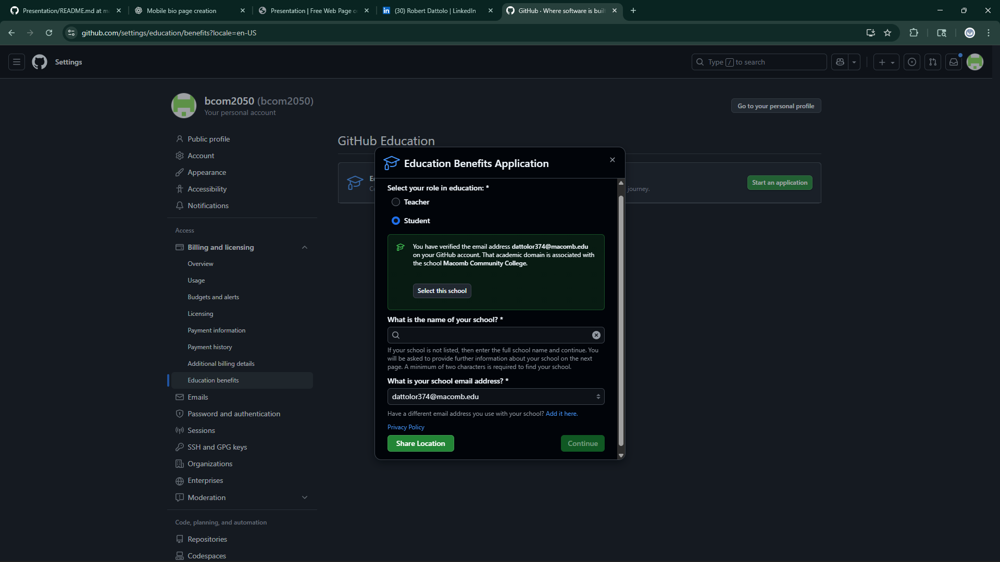 Presentation/README.md at m
Mobile bio page creation
Presentation | Free Web Page o
(30) Robert Dattolo | LinkedIn
GitHub · Where software is buil
github.com/settings/education/benefits?locale=en-US
Settings
Type / to search
bcom2050 (bcom2050)
Your personal account
Go to your personal profile
Public profile
Account
Appearance
Accessibility
Notifications
Access
Billing and licensing
Overview
Usage
Budgets and alerts
Licensing
Payment information
Payment history
Additional billing details
Education benefits
Emails
Password and authentication
Sessions
SSH and GPG keys
Organizations
Enterprises
Moderation
Code, planning, and automation
Repositories
Codespaces
GitHub Education
journey.
Start an application
Education Benefits Application
Select your role in education: *
Teacher
Student
You have verified the email address dattolor374@macomb.edu
on your GitHub account. That academic domain is associated with
the school Macomb Community College.
Select this school
What is the name of your school? *
If your school is not listed, then enter the full school name and continue. You
will be asked to provide further information about your school on the next
page. A minimum of two characters is required to find your school.
What is your school email address? *
dattolor374@macomb.edu
Have a different email address you use with your school? Add it here.
Privacy Policy
Share Location
Continue